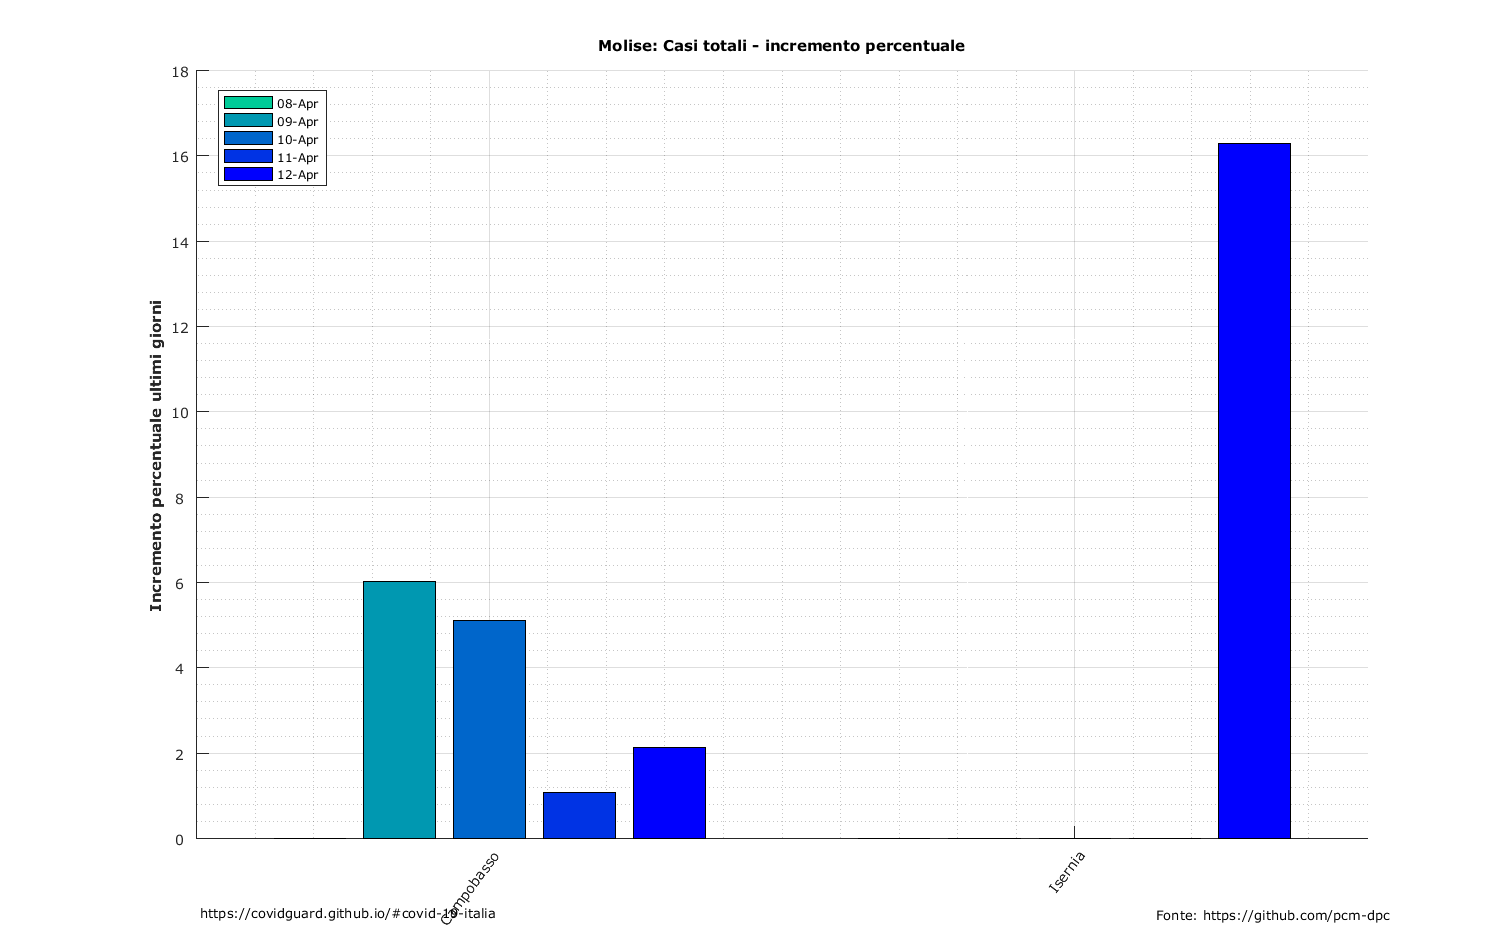 Molise: Casi totali - incremento percentuale
18
16
14
12
10
8
6
4
2
0
08-Apr
09-Apr
10-Apr
11-Apr
12-Apr
Incremento percentuale ultimi giorni
Campobasso
Isernia
https://covidguard.github.io/#covid-19-italia
Fonte: https://github.com/pcm-dpc